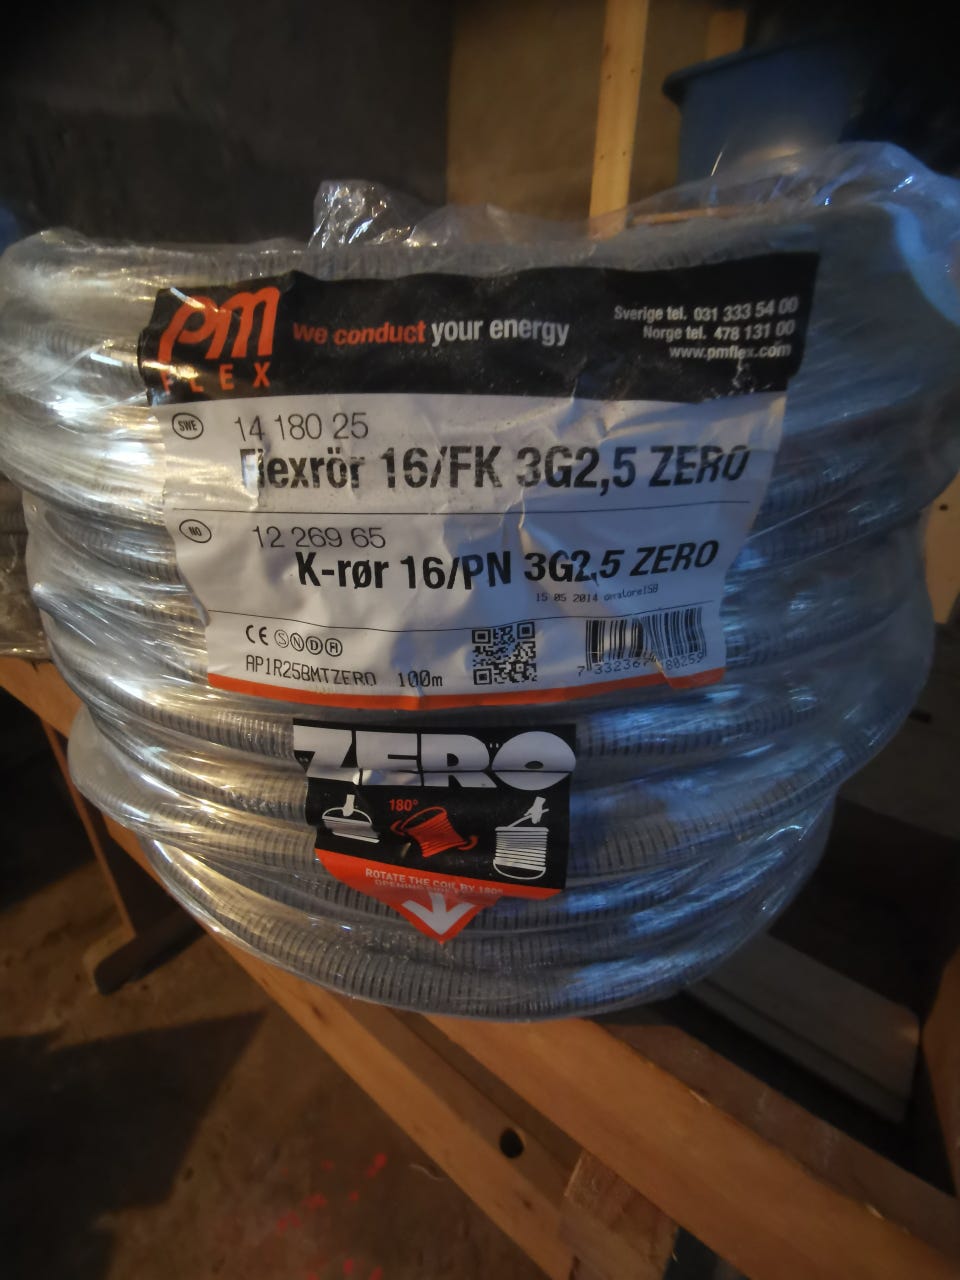 PM
FLEX
we conduct your energy
Sverige tel. 031 333 54 00
Norge tel. 478 131 00
www.pmflex.com
SWE
14 180 25
Flexrör 16/FK 3G2,5 ZERO
NO
12 269 65
K-rør 16/PN 3G2,5 ZERO
15 05 2014
CE S N D FI
AP1R25BMTZERO 100m
ZERO
180°
ROTATE THE COIL BY 180°